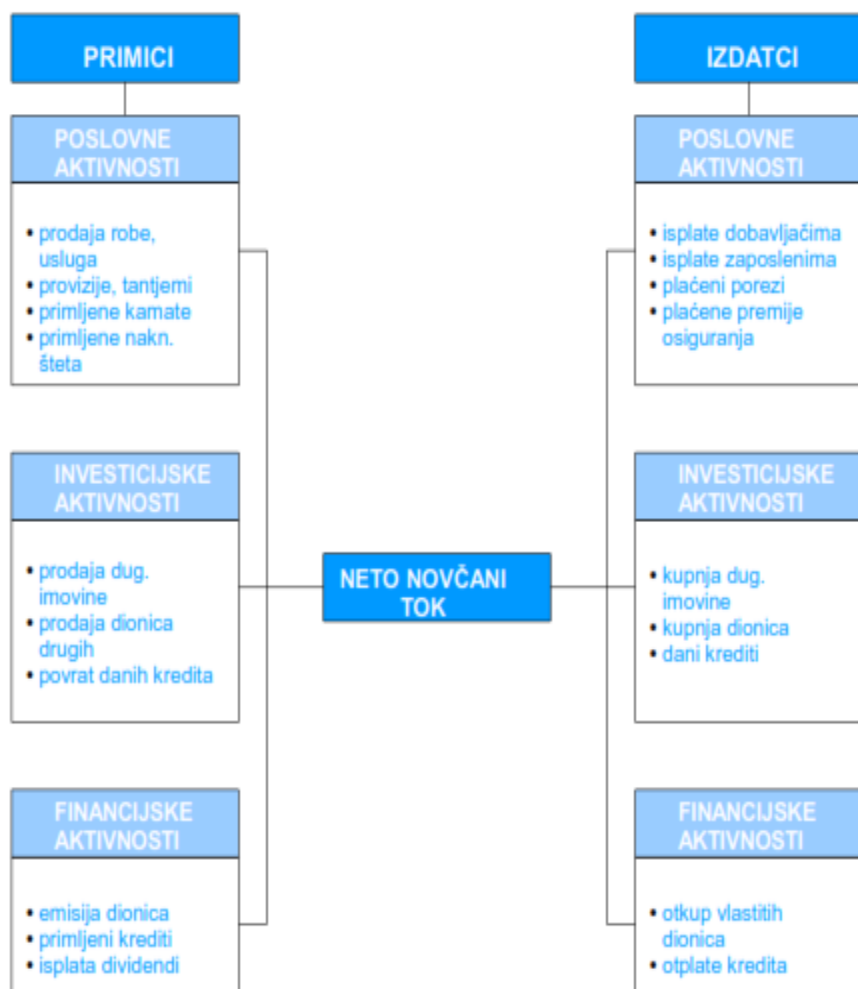 PRIMICI
POSLOVNE
AKTIVNOSTI
• prodaja robe,
usluga
• provizije, tantjemi
• primljene kamate
• primljene nakn.
šteta
INVESTICIJSKE
AKTIVNOSTI
• prodaja dug.
imovine
• prodaja dionica
drugih
• povrat danih kredita
FINANCIJSKE
AKTIVNOSTI
• emisija dionica
• primljeni krediti
• isplata dividendi
NETO NOVČANI
TOK
IZDATCI
POSLOVNE
AKTIVNOSTI
• isplate dobavljačima
• isplate zaposlenima
• plaćeni porezi
• plaćene premije
osiguranja
INVESTICIJSKE
AKTIVNOSTI
• kupnja dug.
imovine
• kupnja dionica
• dani krediti
FINANCIJSKE
AKTIVNOSTI
• otkup vlastitih
dionica
• otplate kredita